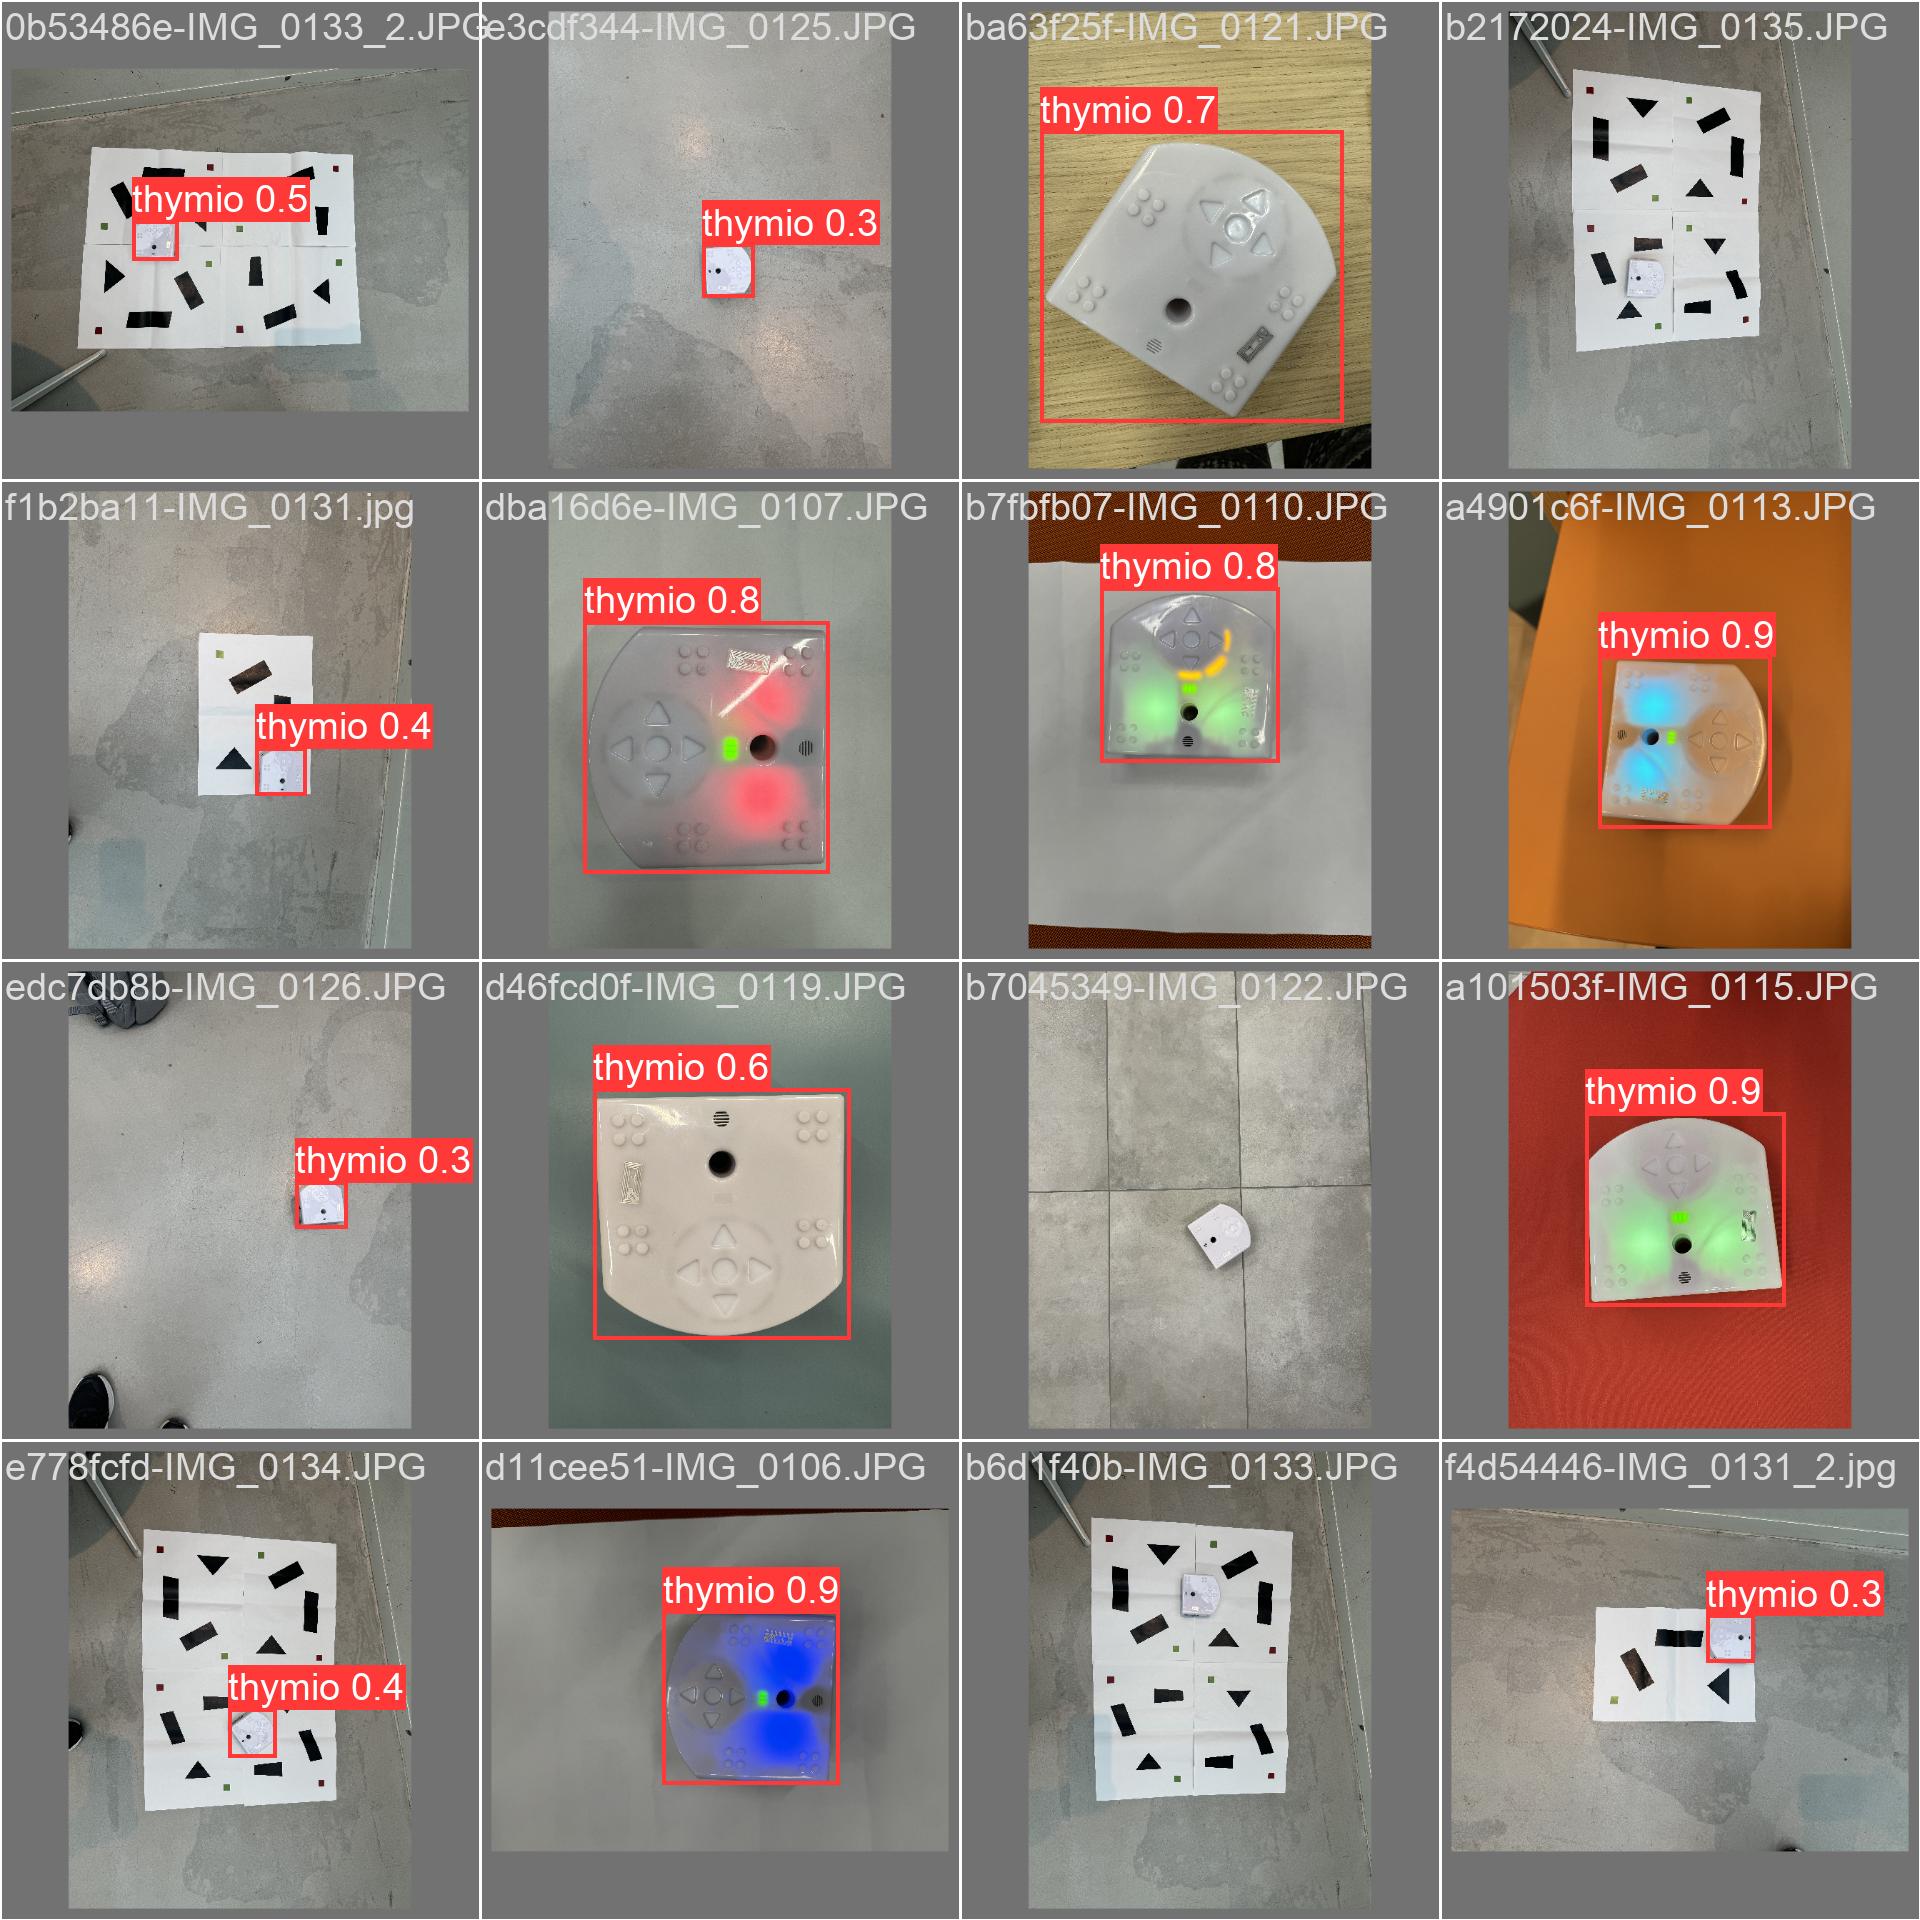 0b53486e-IMG_0133_2.JPG
e3cdf344-IMG_0125.JPG
ba63f25f-IMG_0121.JPG
b2172024-IMG_0135.JPG
thymio 0.5
thymio 0.3
thymio 0.7
f1b2ba11-IMG_0131.jpg
dba16d6e-IMG_0107.JPG
b7fbfb07-IMG_0110.JPG
a4901c6f-IMG_0113.JPG
thymio 0.4
thymio 0.8
thymio 0.8
thymio 0.9
edc7db8b-IMG_0126.JPG
d46fcd0f-IMG_0119.JPG
b7045349-IMG_0122.JPG
a101503f-IMG_0115.JPG
thymio 0.3
thymio 0.6
thymio 0.9
e778fcfd-IMG_0134.JPG
d11cee51-IMG_0106.JPG
b6d1f40b-IMG_0133.JPG
f4d54446-IMG_0131_2.jpg
thymio 0.4
thymio 0.9
thymio 0.3